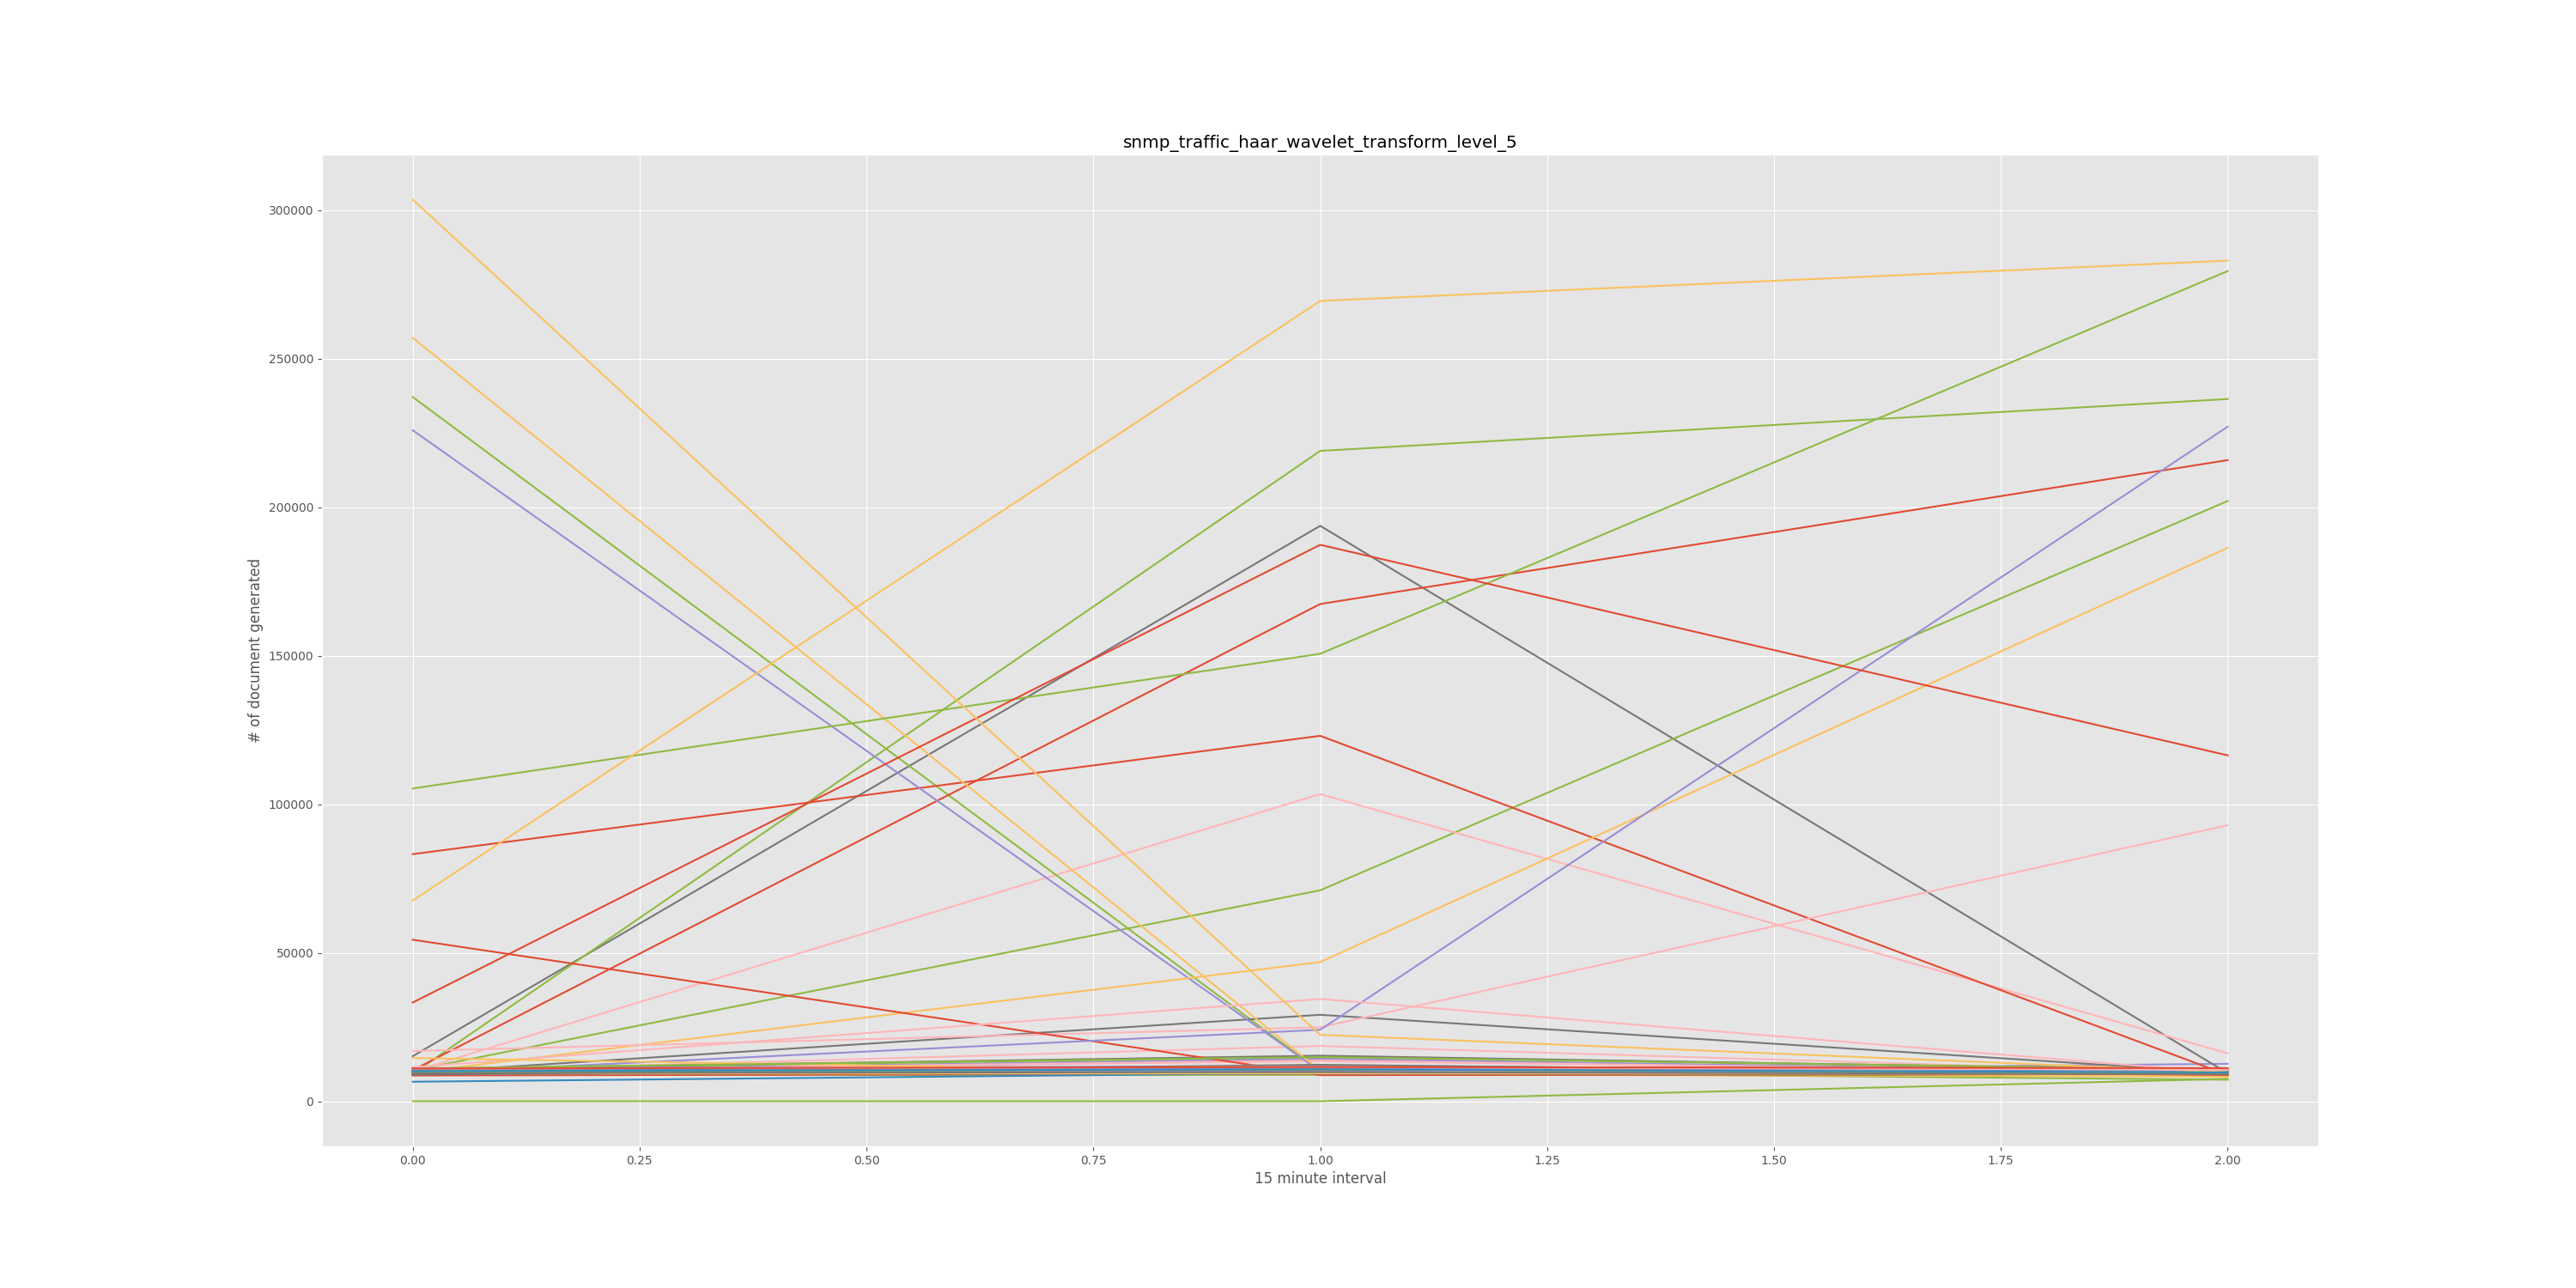 snmp_traffic_haar_wavelet_transform_level_5
300000
250000
200000
150000
100000
50000
0
# of document generated
0.00 0.25 0.50 0.75 1.00 1.25 1.50 1.75 2.00
15 minute interval